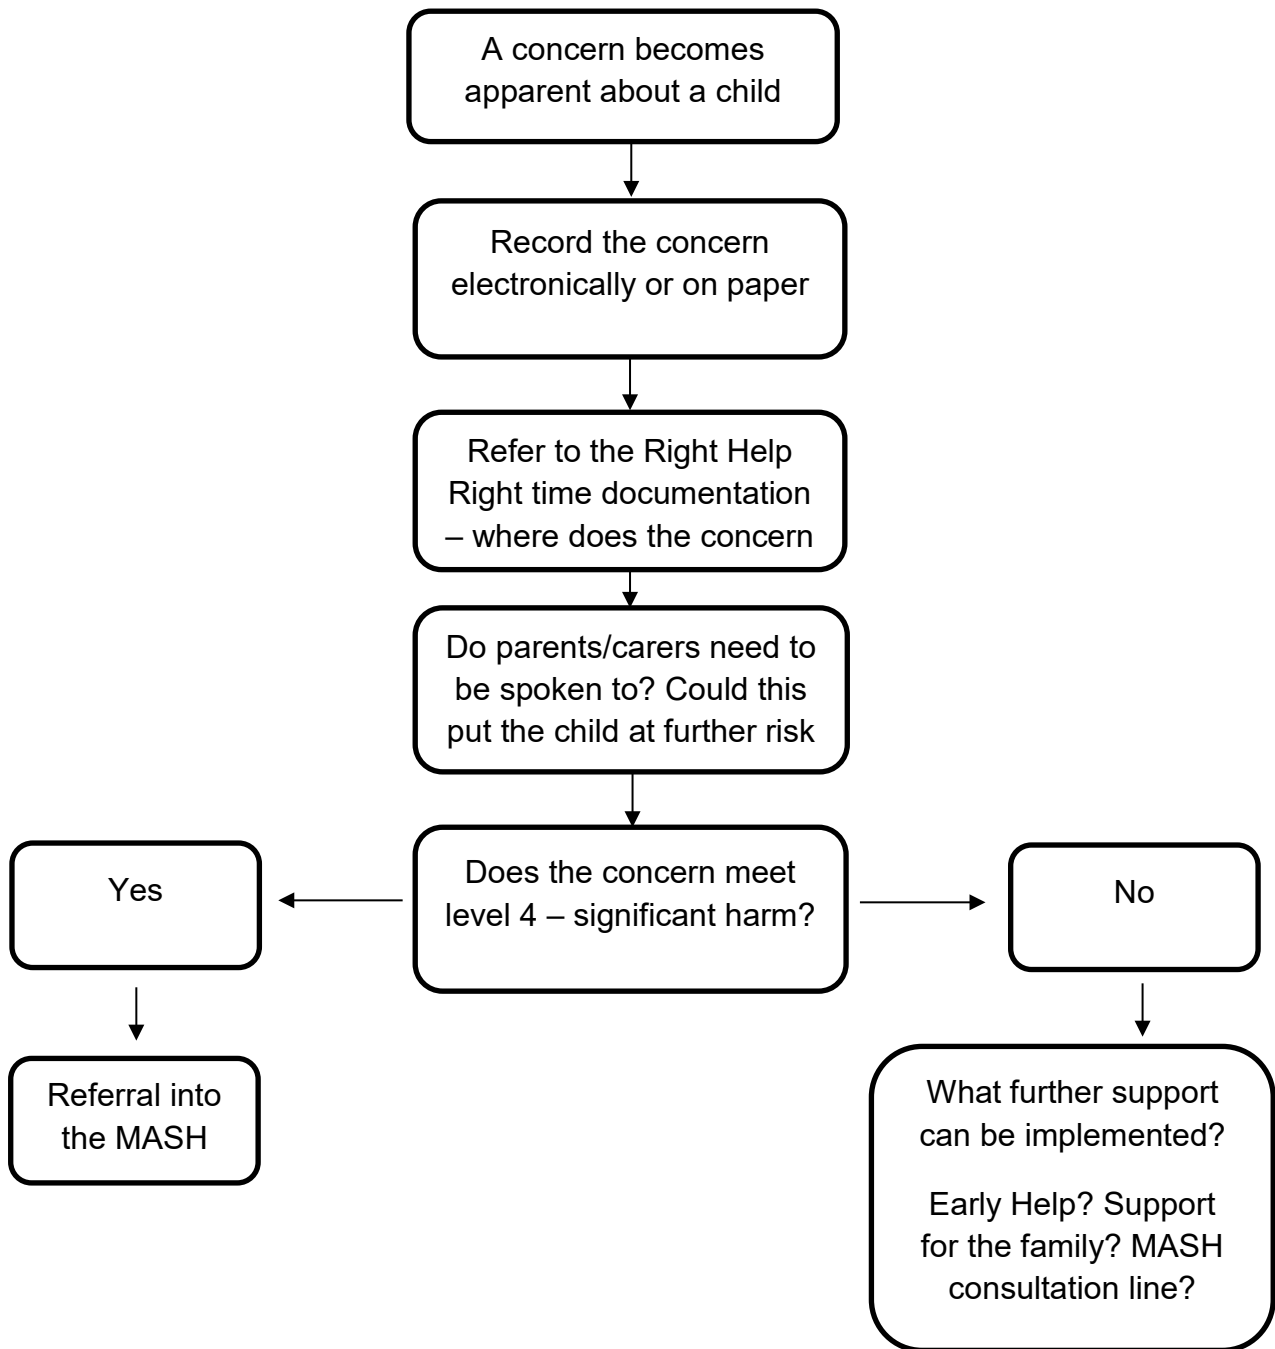 A concern becomes
apparent about a child
Record the concern
electronically or on paper
Refer to the Right Help
Right time documentation
– where does the concern
Do parents/carers need to
be spoken to? Could this
put the child at further risk
Does the concern meet
level 4 – significant harm?
Yes
No
Referral into
the MASH
What further support
can be implemented?
Early Help? Support
for the family? MASH
consultation line?